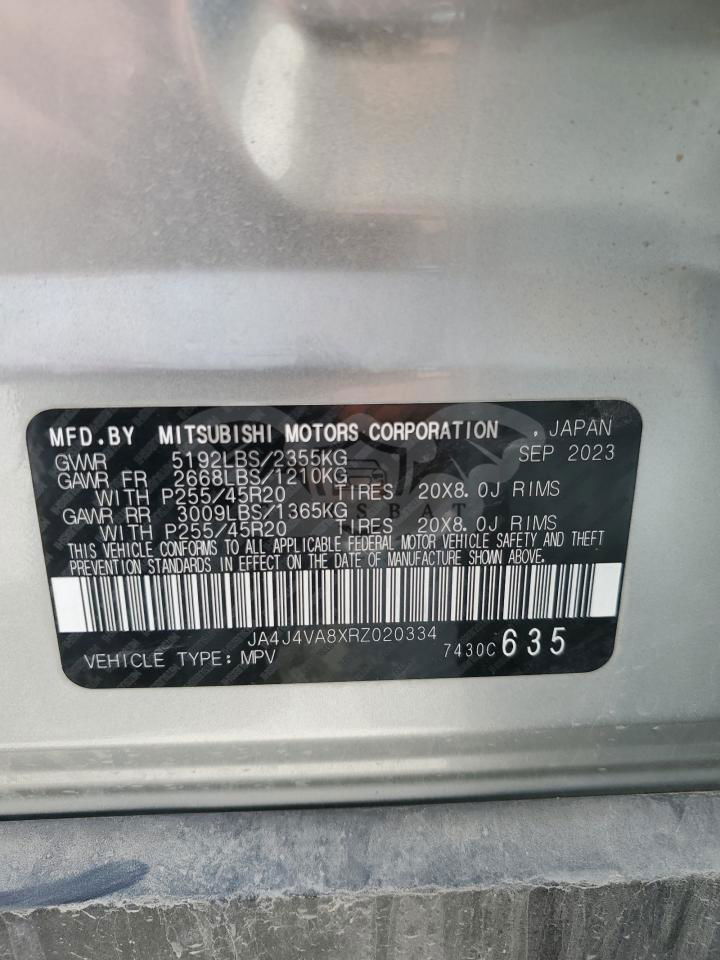 MFD.BY MITSUBISHI MOTORS CORPORATION , JAPAN
GVWR 5192LBS/2355KG SEP 2023
GAWR FR 2668LBS/1210KG
WITH P255/45R20 TIRES 20X8.0J RIMS
GAWR RR 3009LBS/1365KG
WITH P255/45R20 TIRES 20X8.0J RIMS
THIS VEHICLE CONFORMS TO ALL APPLICABLE FEDERAL MOTOR VEHICLE SAFETY AND THEFT
PREVENTION STANDARDS IN EFFECT ON THE DATE OF MANUFACTURE SHOWN ABOVE.
JA4J4VA8XRZ020334
VEHICLE TYPE: MPV 7430C 635